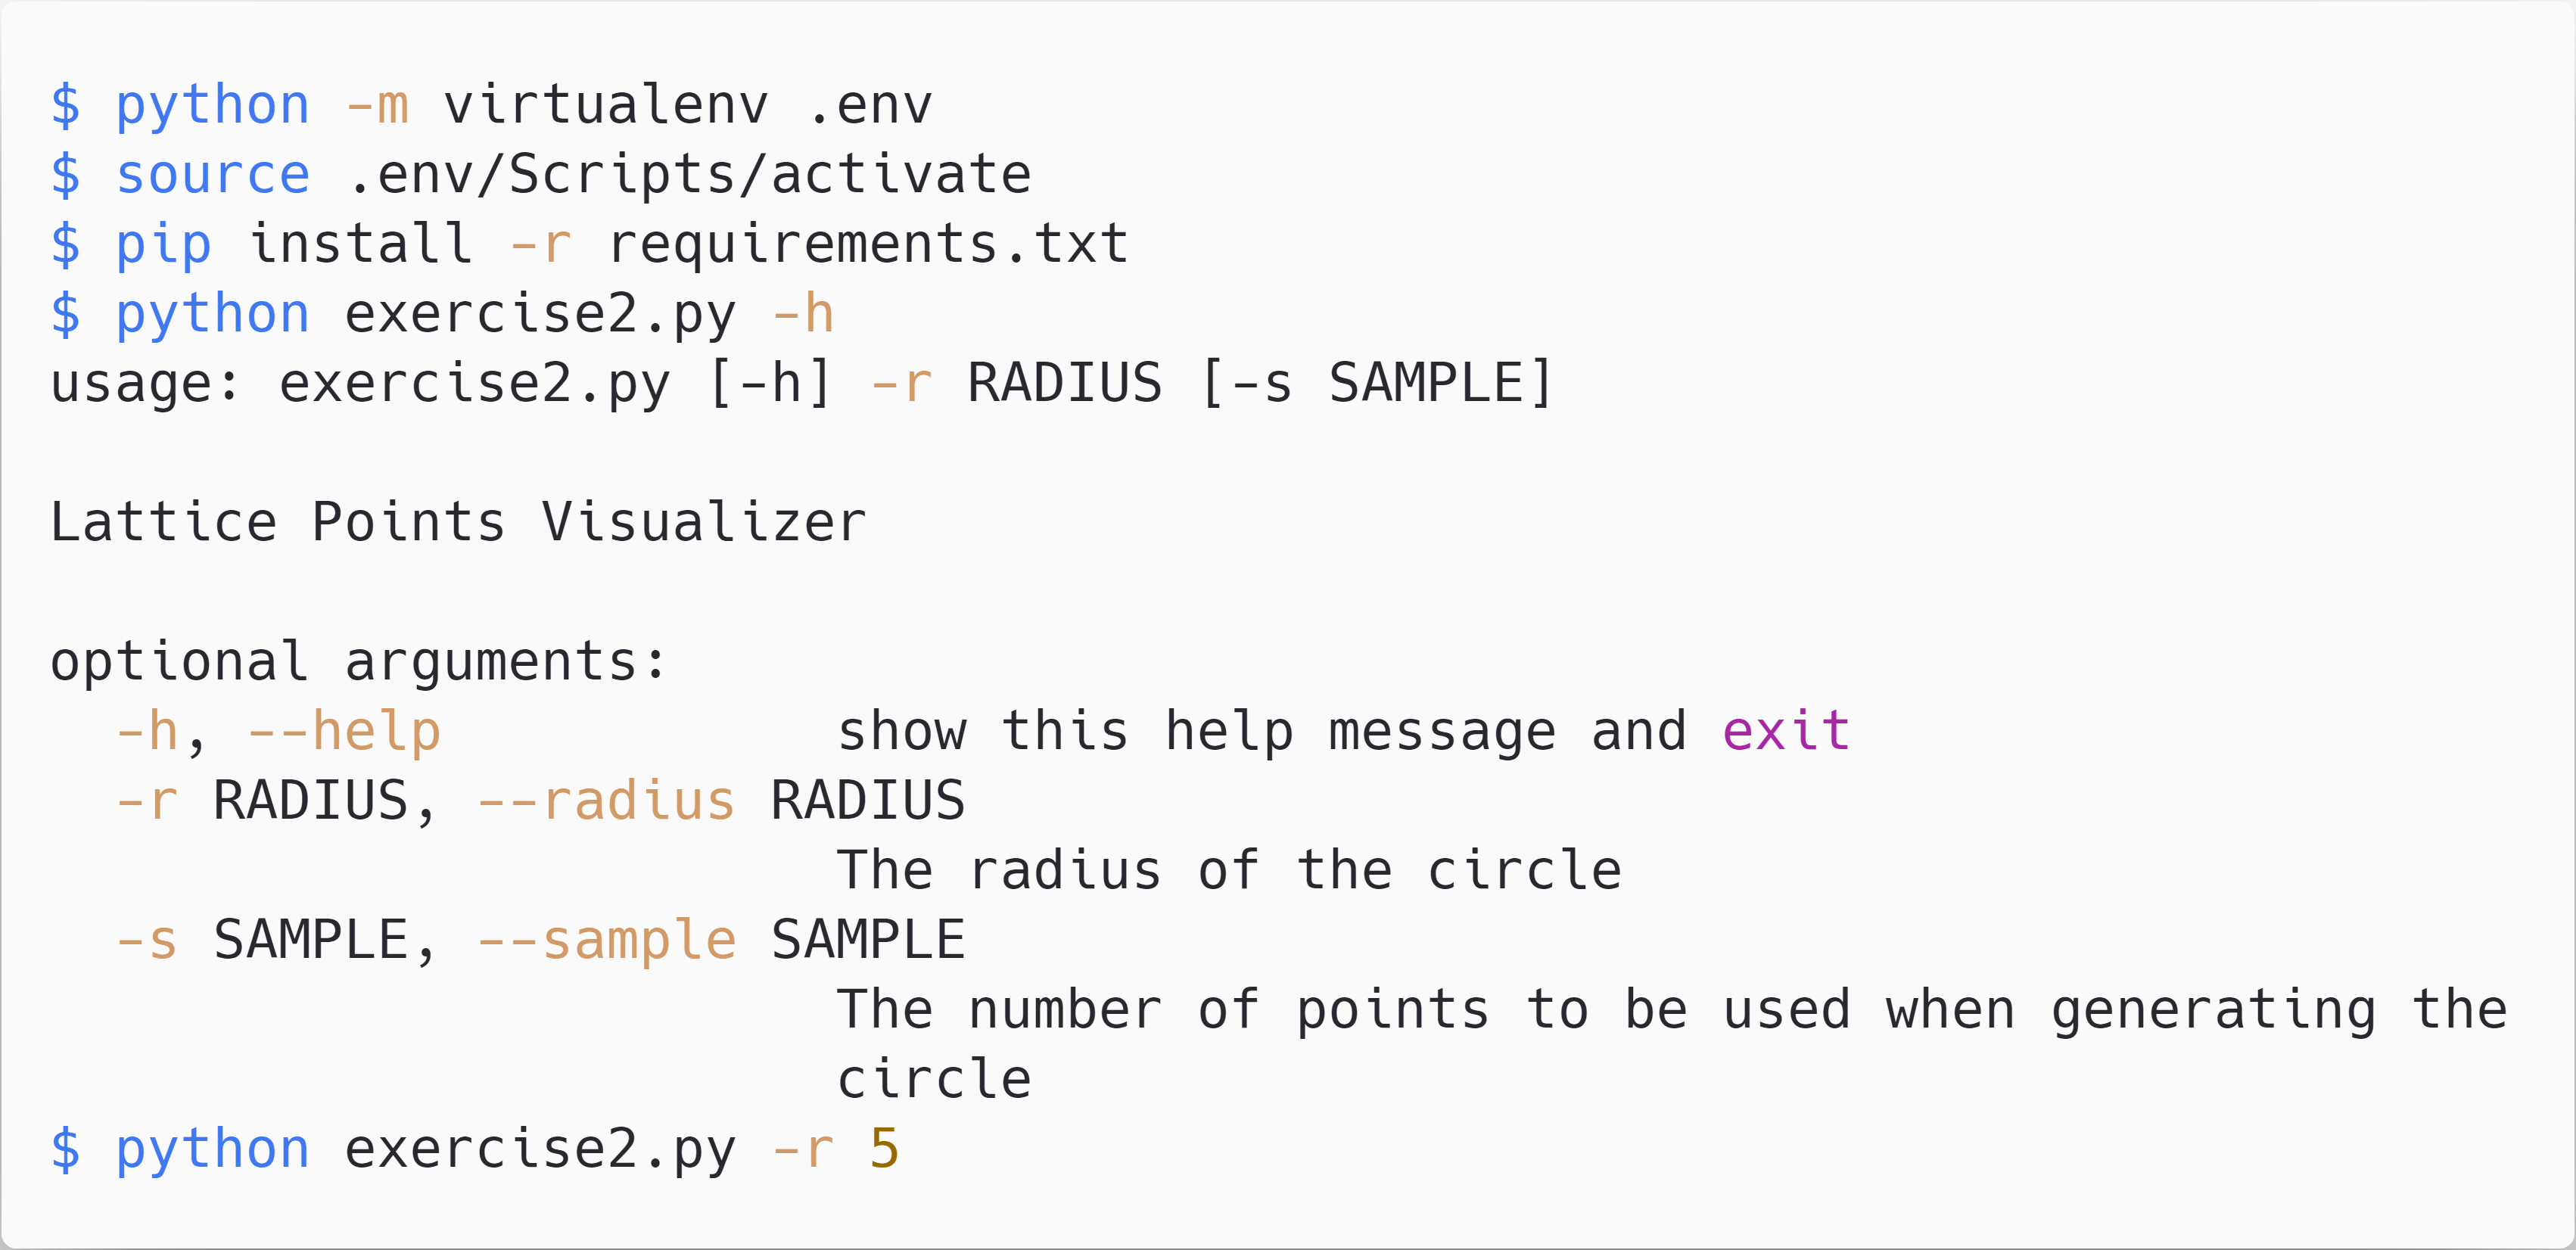 $ python -m virtualenv .env
$ source .env/Scripts/activate
$ pip install -r requirements.txt
$ python exercise2.py -h
usage: exercise2.py [-h] -r RADIUS [-s SAMPLE]
Lattice Points Visualizer
optional arguments:
-h, --help show this help message and exit
-r RADIUS, --radius RADIUS
The radius of the circle
-s SAMPLE, --sample SAMPLE
The number of points to be used when generating the
circle
$ python exercise2.py -r 5